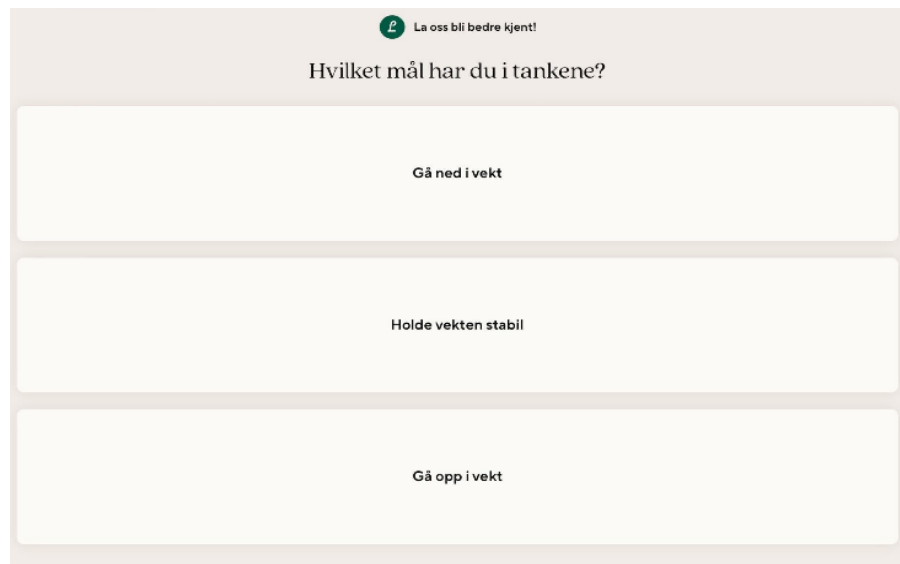 La oss bli bedre kjent!
Hvilket mål har du i tankene?
Gå ned i vekt
Holde vekten stabil
Gå opp i vekt